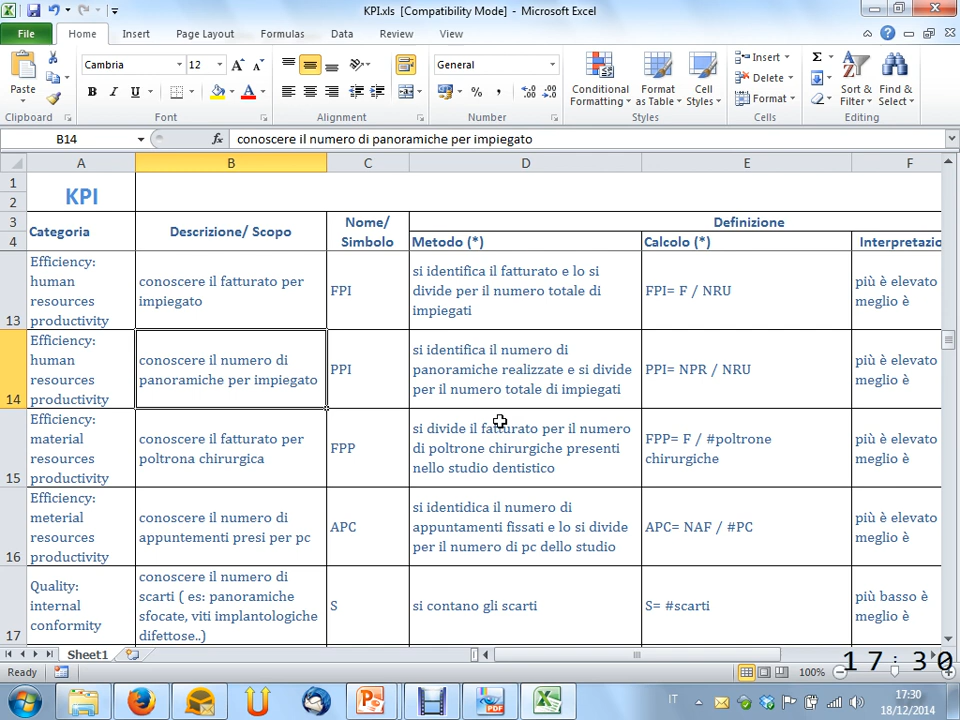 KPI.xls [Compatibility Mode] - Microsoft Excel
File Home Insert Page Layout Formulas Data Review View
Paste
Cambria 12
General
Conditional Formatting
Format as Table
Cell Styles
Insert
Delete
Format
Sort & Filter
Find & Select
Clipboard Font Alignment Number Styles Cells Editing
B14 fx conoscere il numero di panoramiche per impiegato
A B C D E F
1
2
KPI
3
4
Categoria
Descrizione/ Scopo
Nome/
Simbolo
Definizione
Metodo (*)
Calcolo (*)
Interpretazio
13
Efficiency:
human
resources
productivity
conoscere il fatturato per
impiegato
FPI
si identifica il fatturato e lo si
divide per il numero totale di
impiegati
FPI= F / NRU
più è elevato
meglio è
14
Efficiency:
human
resources
productivity
conoscere il numero di
panoramiche per impiegato
PPI
si identifica il numero di
panoramiche realizzate e si divide
per il numero totale di impiegati
PPI= NPR / NRU
più è elevato
meglio è
15
Efficiency:
material
resources
productivity
conoscere il fatturato per
poltrona chirurgica
FPP
si divide il fatturato per il numero
di poltrone chirurgiche presenti
nello studio dentistico
FPP= F / #poltrone
chirurgiche
più è elevato
meglio è
16
Efficiency:
meterial
resources
productivity
conoscere il numero di
appuntementi presi per pc
APC
si identidica il numero di
appuntamenti fissati e lo si divide
per il numero di pc dello studio
APC= NAF / #PC
più è elevato
meglio è
17
Quality:
internal
conformity
conoscere il numero di
scarti ( es: panoramiche
sfocate, viti implantologiche
difettose..)
S
si contano gli scarti
S= #scarti
più basso è
meglio è
Sheet1
Ready
100%
17:30
IT
17:30
18/12/2014